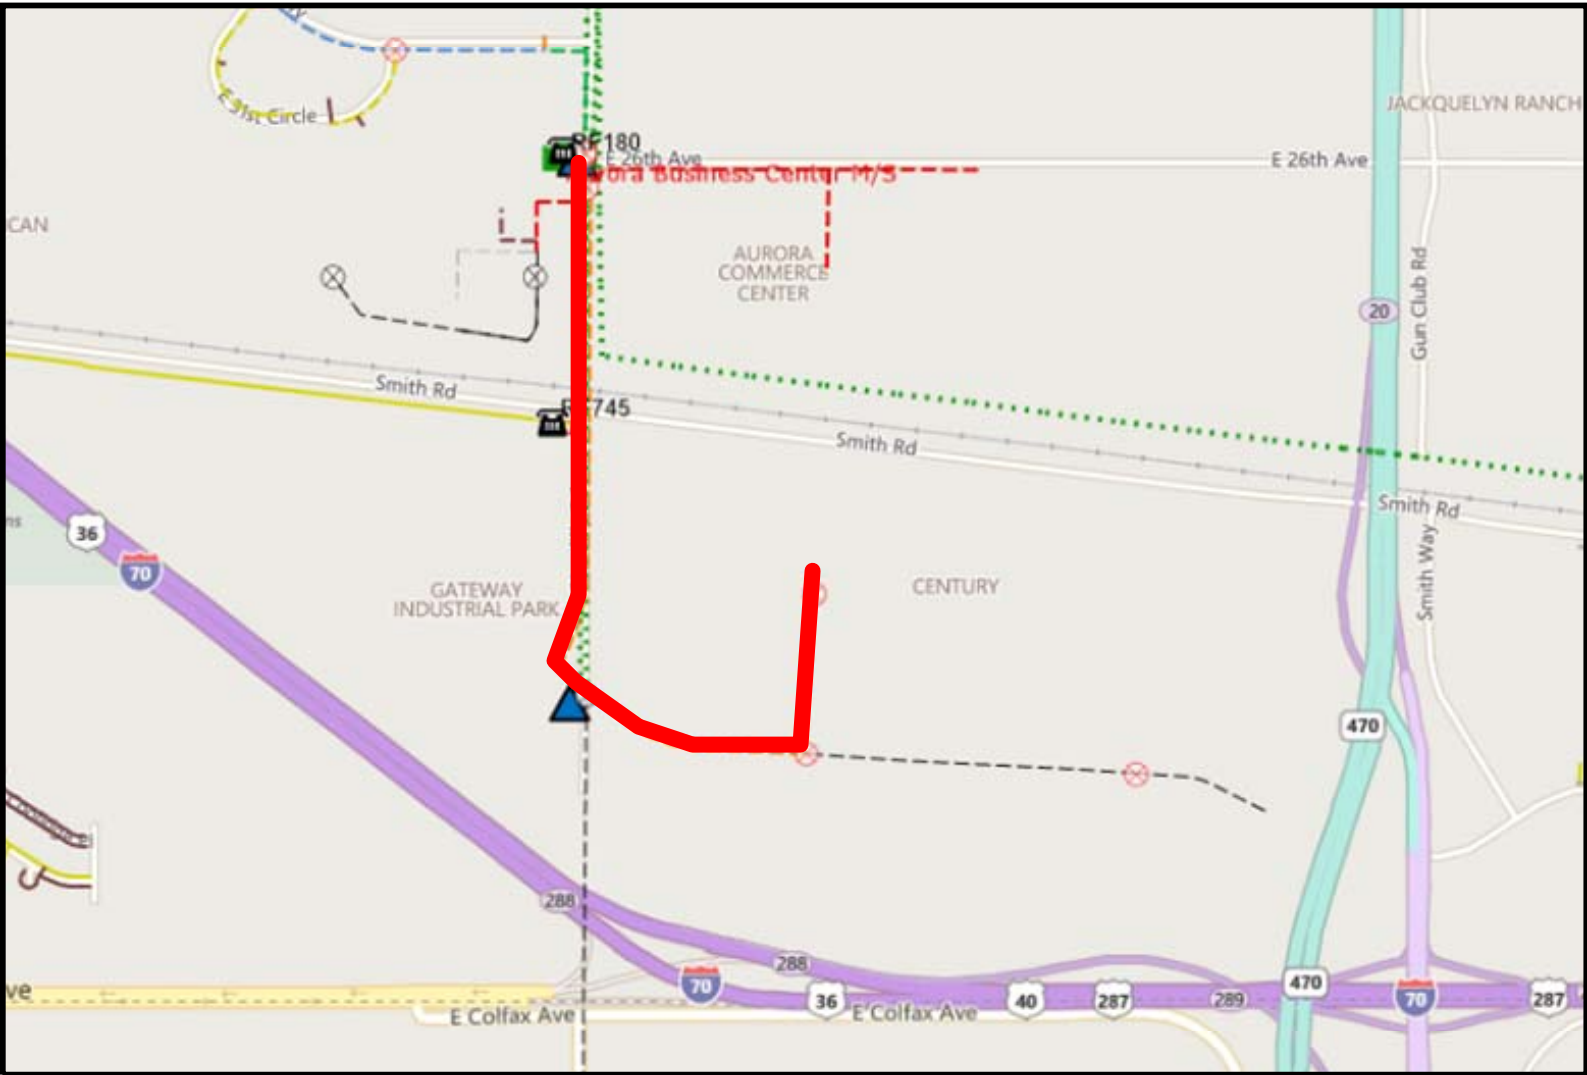 JACKQUELYN RANCH
E 31st Circle
180
E 26th Ave
E 26th Ave
Business Center M/S
CAN
AURORA
COMMERCE
CENTER
Gun Club Rd
20
Smith Rd
745
Smith Rd
Smith Rd
36
70
GATEWAY
INDUSTRIAL PARK
CENTURY
Smith Way
470
288
288
70
36
40
287
289
470
70
287
ve
E Colfax Ave
E Colfax Ave